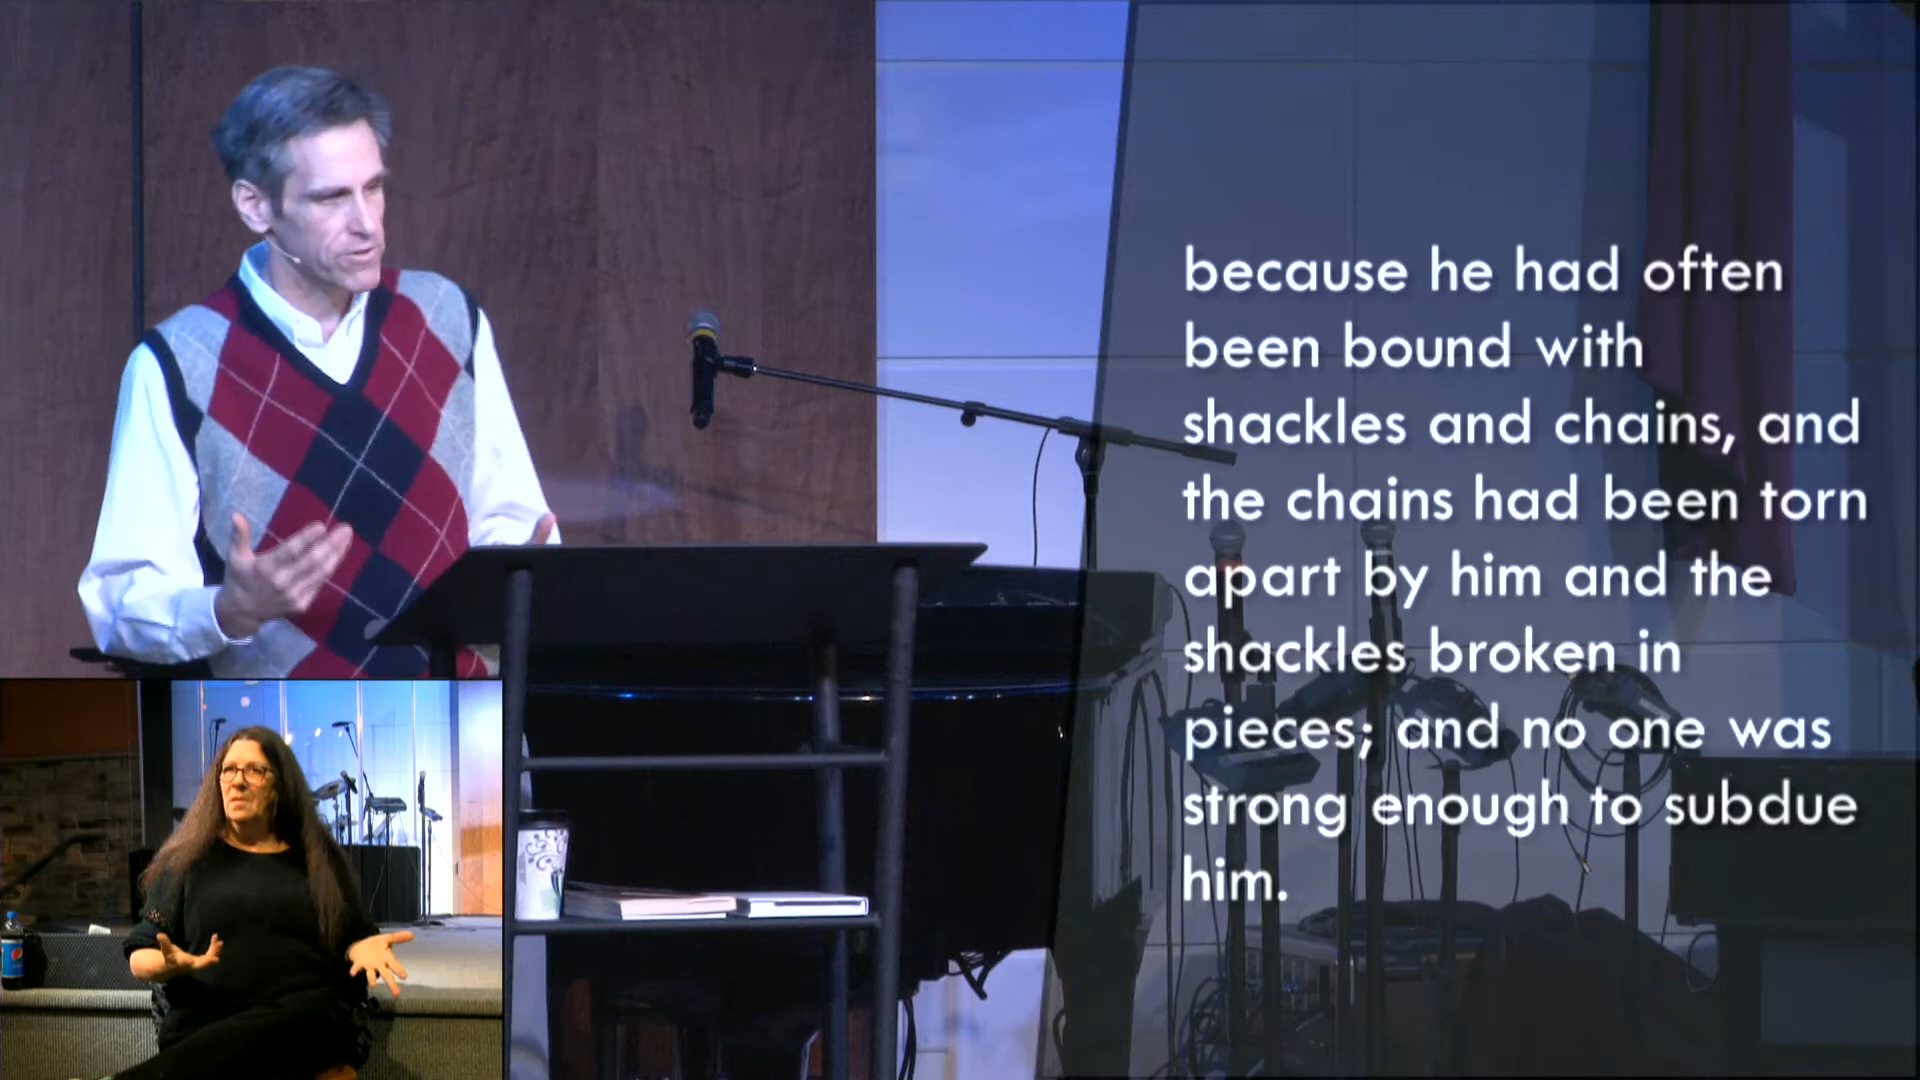 because he had often
been bound with
shackles and chains, and
the chains had been torn
apart by him and the
shackles broken in
pieces; and no one was
strong enough to subdue
him.